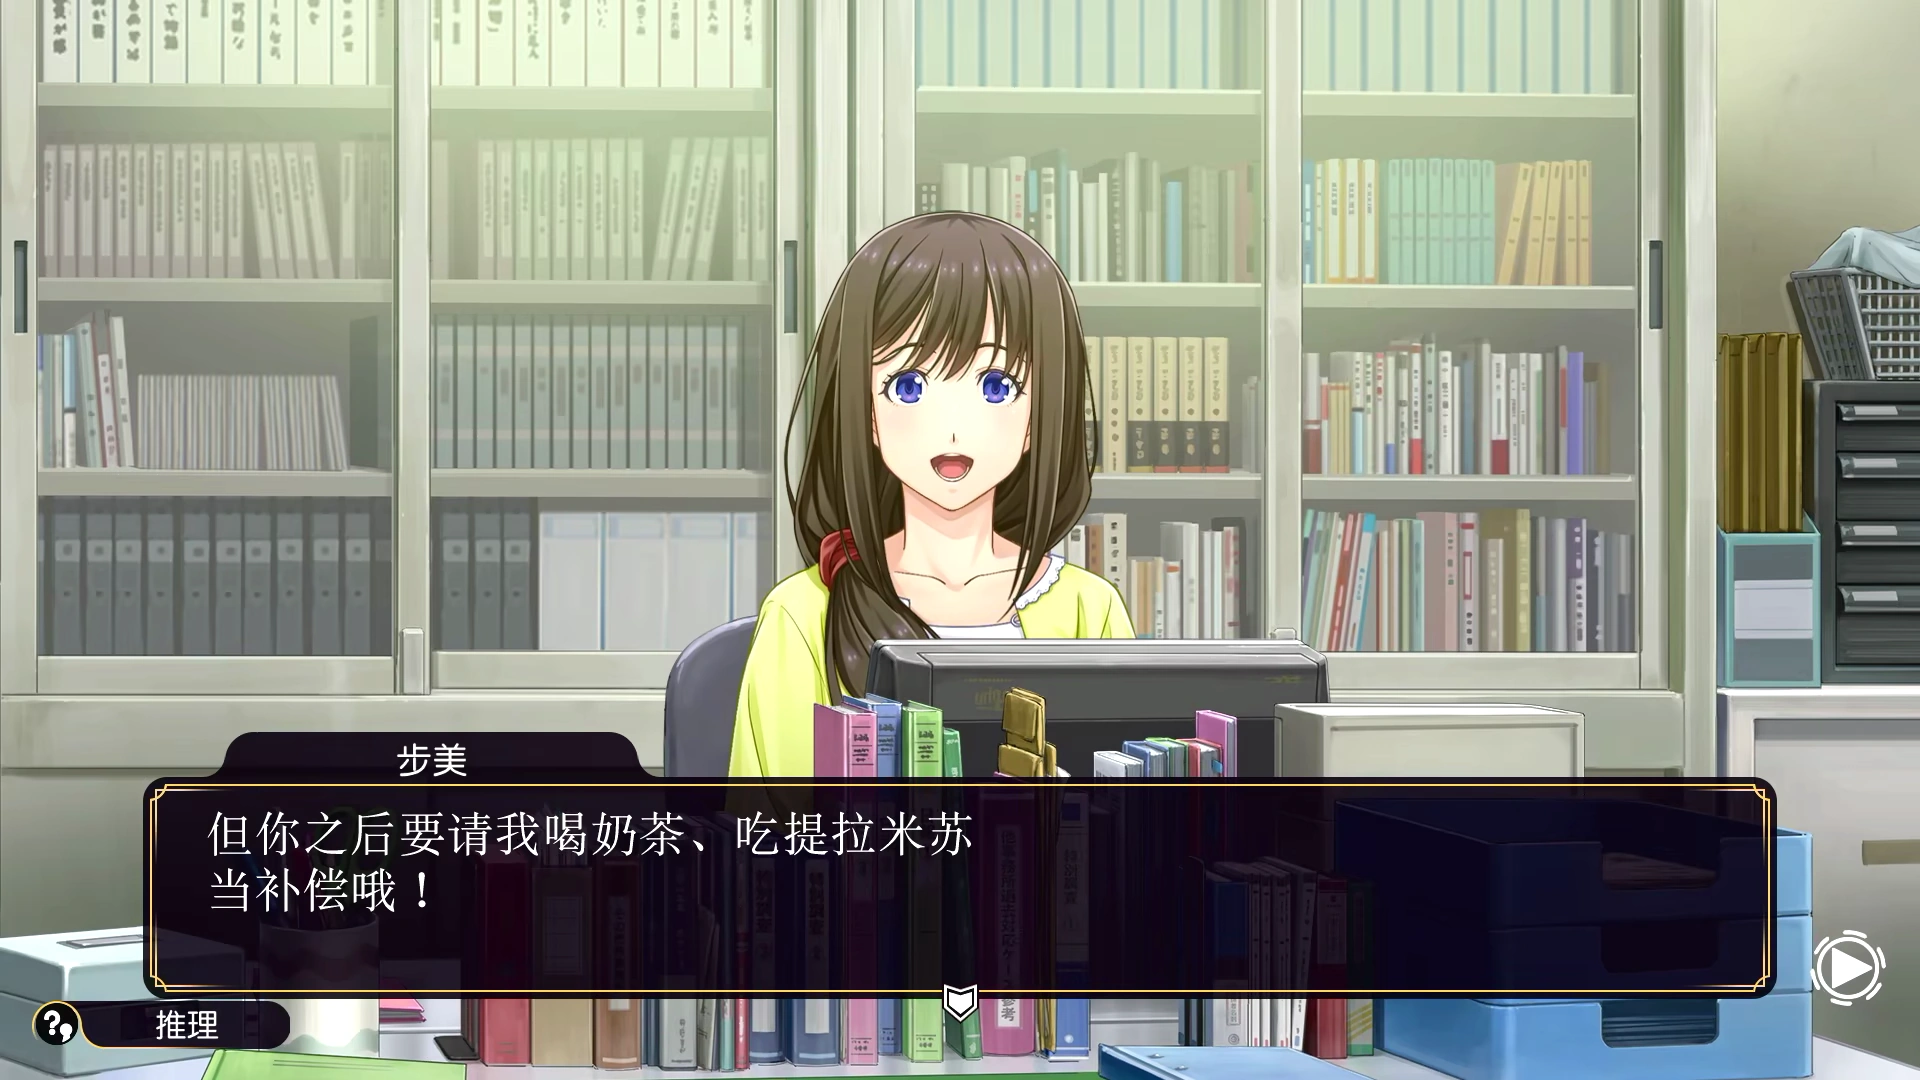 步美
但你之后要请我喝奶茶、吃提拉米苏
当补偿哦！
推理